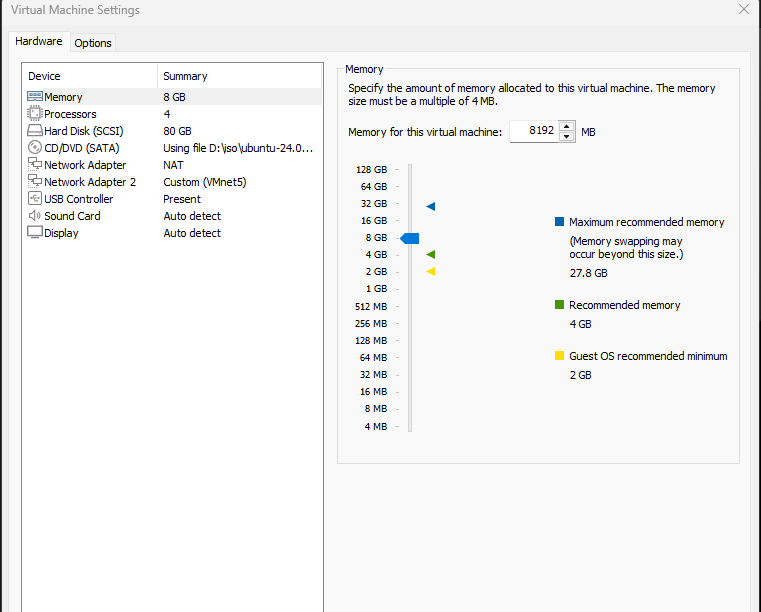 Virtual Machine Settings
Hardware
Options
Device Summary
Memory 8 GB
Processors 4
Hard Disk (SCSI) 80 GB
CD/DVD (SATA) Using file D:\iso\ubuntu-24.0...
Network Adapter NAT
Network Adapter 2 Custom (VMnet5)
USB Controller Present
Sound Card Auto detect
Display Auto detect
Memory
Specify the amount of memory allocated to this virtual machine. The memory
size must be a multiple of 4 MB.
Memory for this virtual machine: 8192 MB
128 GB
64 GB
32 GB
16 GB
8 GB
4 GB
2 GB
1 GB
512 MB
256 MB
128 MB
64 MB
32 MB
16 MB
8 MB
4 MB
Maximum recommended memory
(Memory swapping may
occur beyond this size.)
27.8 GB
Recommended memory
4 GB
Guest OS recommended minimum
2 GB